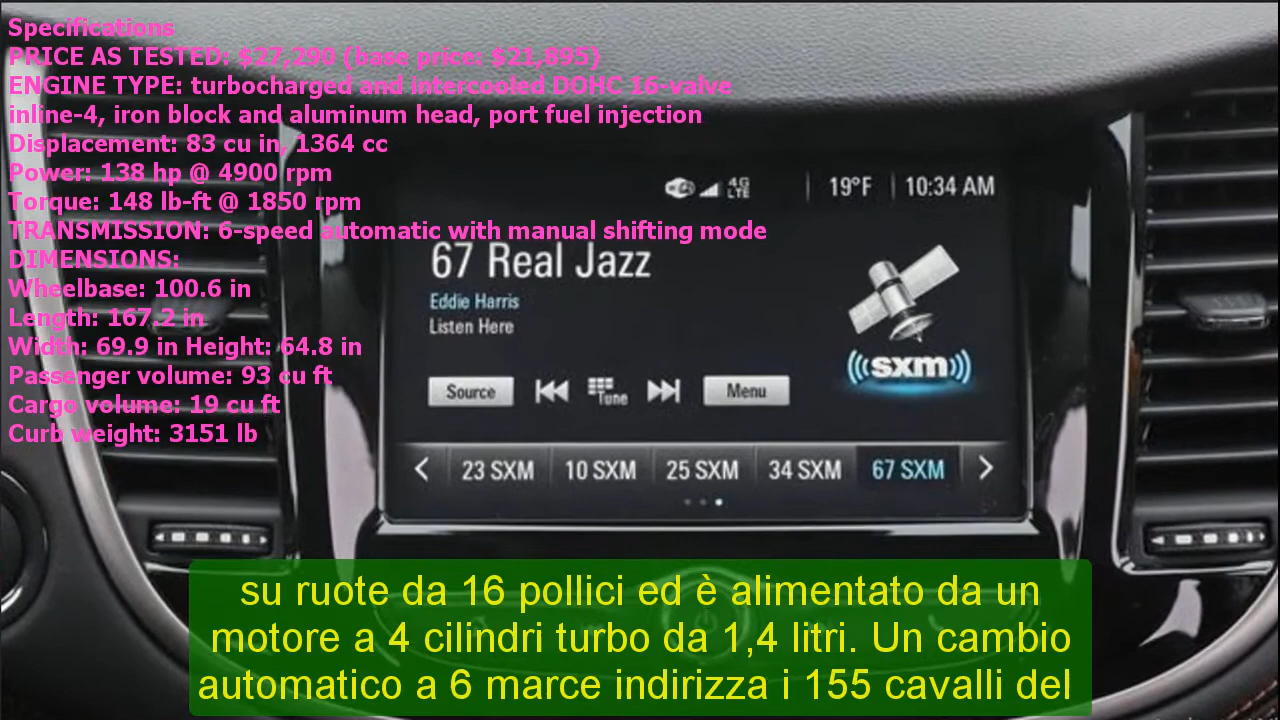 Specifications
PRICE AS TESTED: $27,290 (base price: $21,895)
ENGINE TYPE: turbocharged and intercooled DOHC 16-valve
inline-4, iron block and aluminum head, port fuel injection
Displacement: 83 cu in, 1364 cc
Power: 138 hp @ 4900 rpm
Torque: 148 lb-ft @ 1850 rpm
TRANSMISSION: 6-speed automatic with manual shifting mode
DIMENSIONS:
Wheelbase: 100.6 in
Length: 167.2 in
Width: 69.9 in Height: 64.8 in
Passenger volume: 93 cu ft
Cargo volume: 19 cu ft
Curb weight: 3151 lb
4G LTE 19°F 10:34 AM
67 Real Jazz
Eddie Harris
Listen Here
sxm
Source Tune Menu
23 SXM 10 SXM 25 SXM 34 SXM 67 SXM
su ruote da 16 pollici ed è alimentato da un
motore a 4 cilindri turbo da 1,4 litri. Un cambio
automatico a 6 marce indirizza i 155 cavalli del